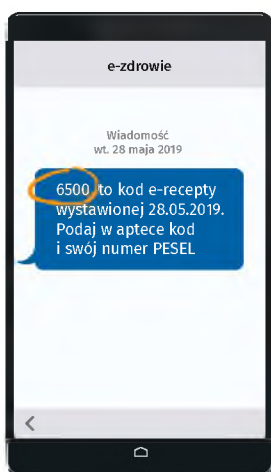 e-zdrowie
Wiadomość
wt. 28 maja 2019
6500 to kod e-recepty
wystawionej 28.05.2019.
Podaj w aptece kod
i swój numer PESEL